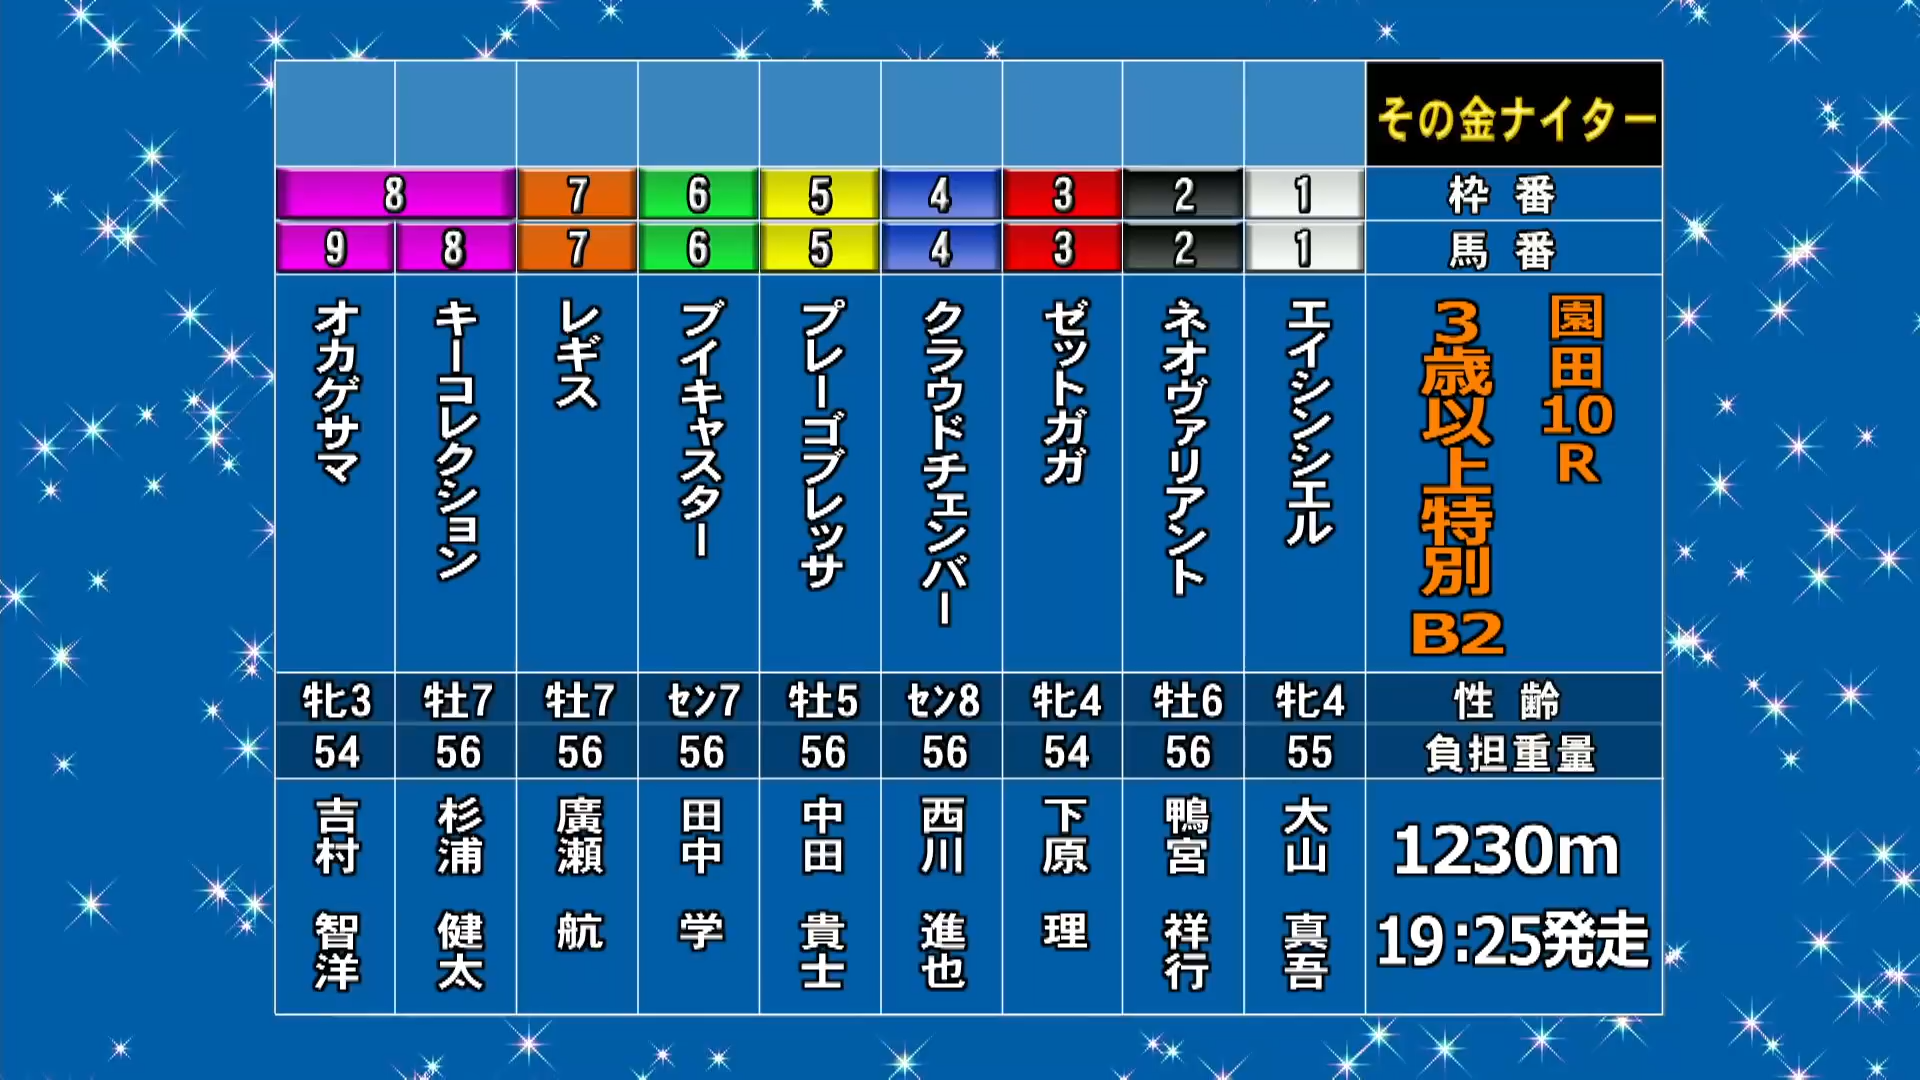 その金ナイター
枠番 1 2 3 4 5 6 7 8
馬番 1 2 3 4 5 6 7 8 9
園田10R
3歳以上特別B2
エイシンシエル
ネオヴァリアント
ゼットガガ
クラウドチェンバー
プレーゴブレッサ
ブイキャスター
レギス
キーコレクション
オカゲサマ
性齢 牝4 牡6 牝4 セン8 牡5 セン7 牡7 牡7 牝3
負担重量 55 56 54 56 56 56 56 56 54
1230m
19:25発走
大山 真吾
鴨宮 祥行
下原 理
西川 進也
中田 貴士
田中 学
廣瀬 航
杉浦 健太
吉村 智洋